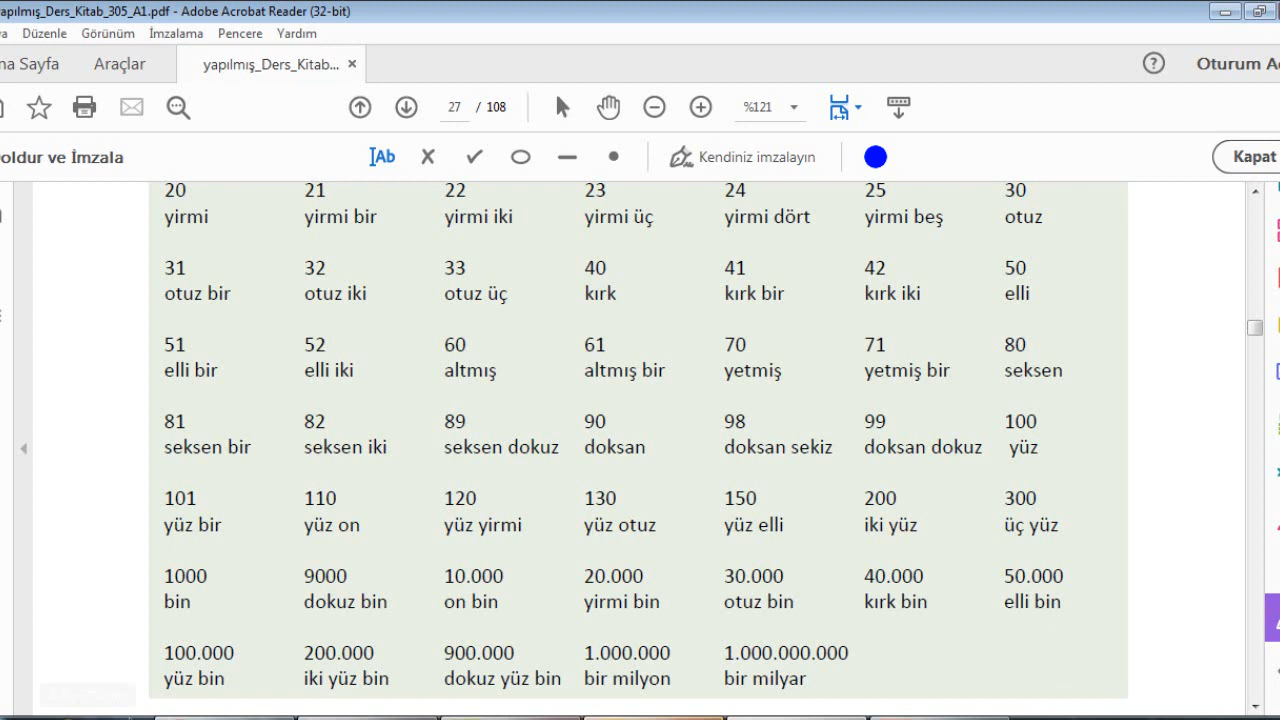 yapılmış_Ders_Kitab_305_A1.pdf - Adobe Acrobat Reader (32-bit)
Düzenle Görünüm İmzalama Pencere Yardım
na Sayfa Araçlar yapılmış_Ders_Kitab... × ? Oturum A
27 / 108 %121
oldur ve İmzala Ab Kendiniz imzalayın Kapat
20 21 22 23 24 25 30
yirmi yirmi bir yirmi iki yirmi üç yirmi dört yirmi beş otuz
31 32 33 40 41 42 50
otuz bir otuz iki otuz üç kırk kırk bir kırk iki elli
51 52 60 61 70 71 80
elli bir elli iki altmış altmış bir yetmiş yetmiş bir seksen
81 82 89 90 98 99 100
seksen bir seksen iki seksen dokuz doksan doksan sekiz doksan dokuz yüz
101 110 120 130 150 200 300
yüz bir yüz on yüz yirmi yüz otuz yüz elli iki yüz üç yüz
1000 9000 10.000 20.000 30.000 40.000 50.000
bin dokuz bin on bin yirmi bin otuz bin kırk bin elli bin
100.000 200.000 900.000 1.000.000 1.000.000.000
yüz bin iki yüz bin dokuz yüz bin bir milyon bir milyar